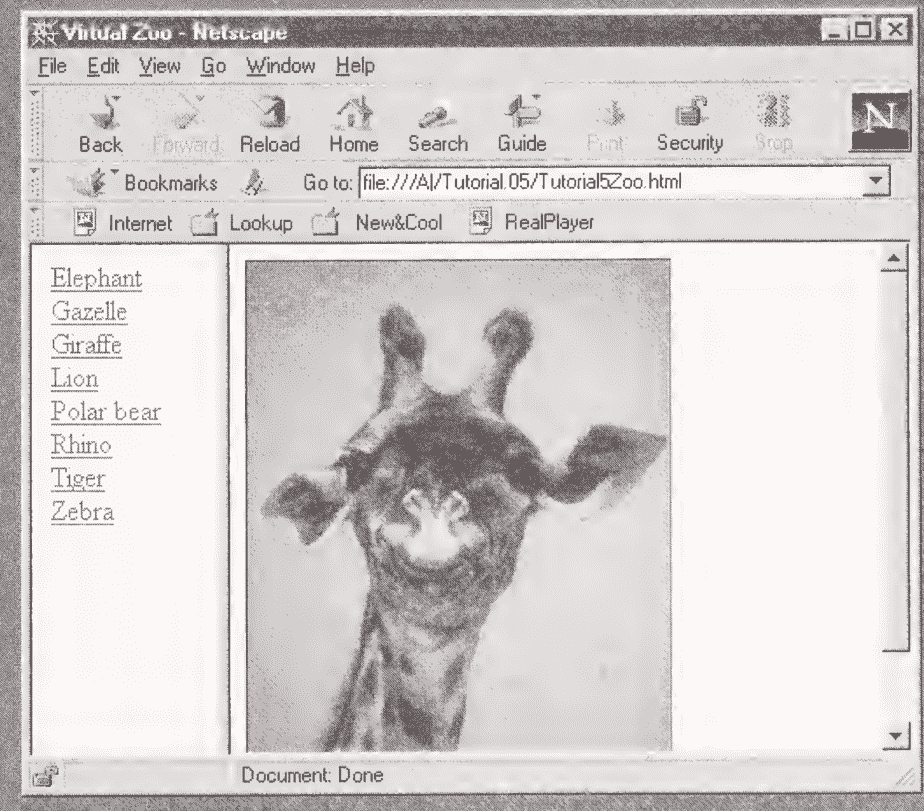 Virtual Zoo - Netscape
File Edit View Go Window Help
Back Forward Reload Home Search Guide Print Security Stop
N
Bookmarks Go to: file:///A|/Tutorial.05/Tutorial5Zoo.html
Internet Lookup New&Cool RealPlayer
Elephant
Gazelle
Giraffe
Lion
Polar bear
Rhino
Tiger
Zebra
Document: Done